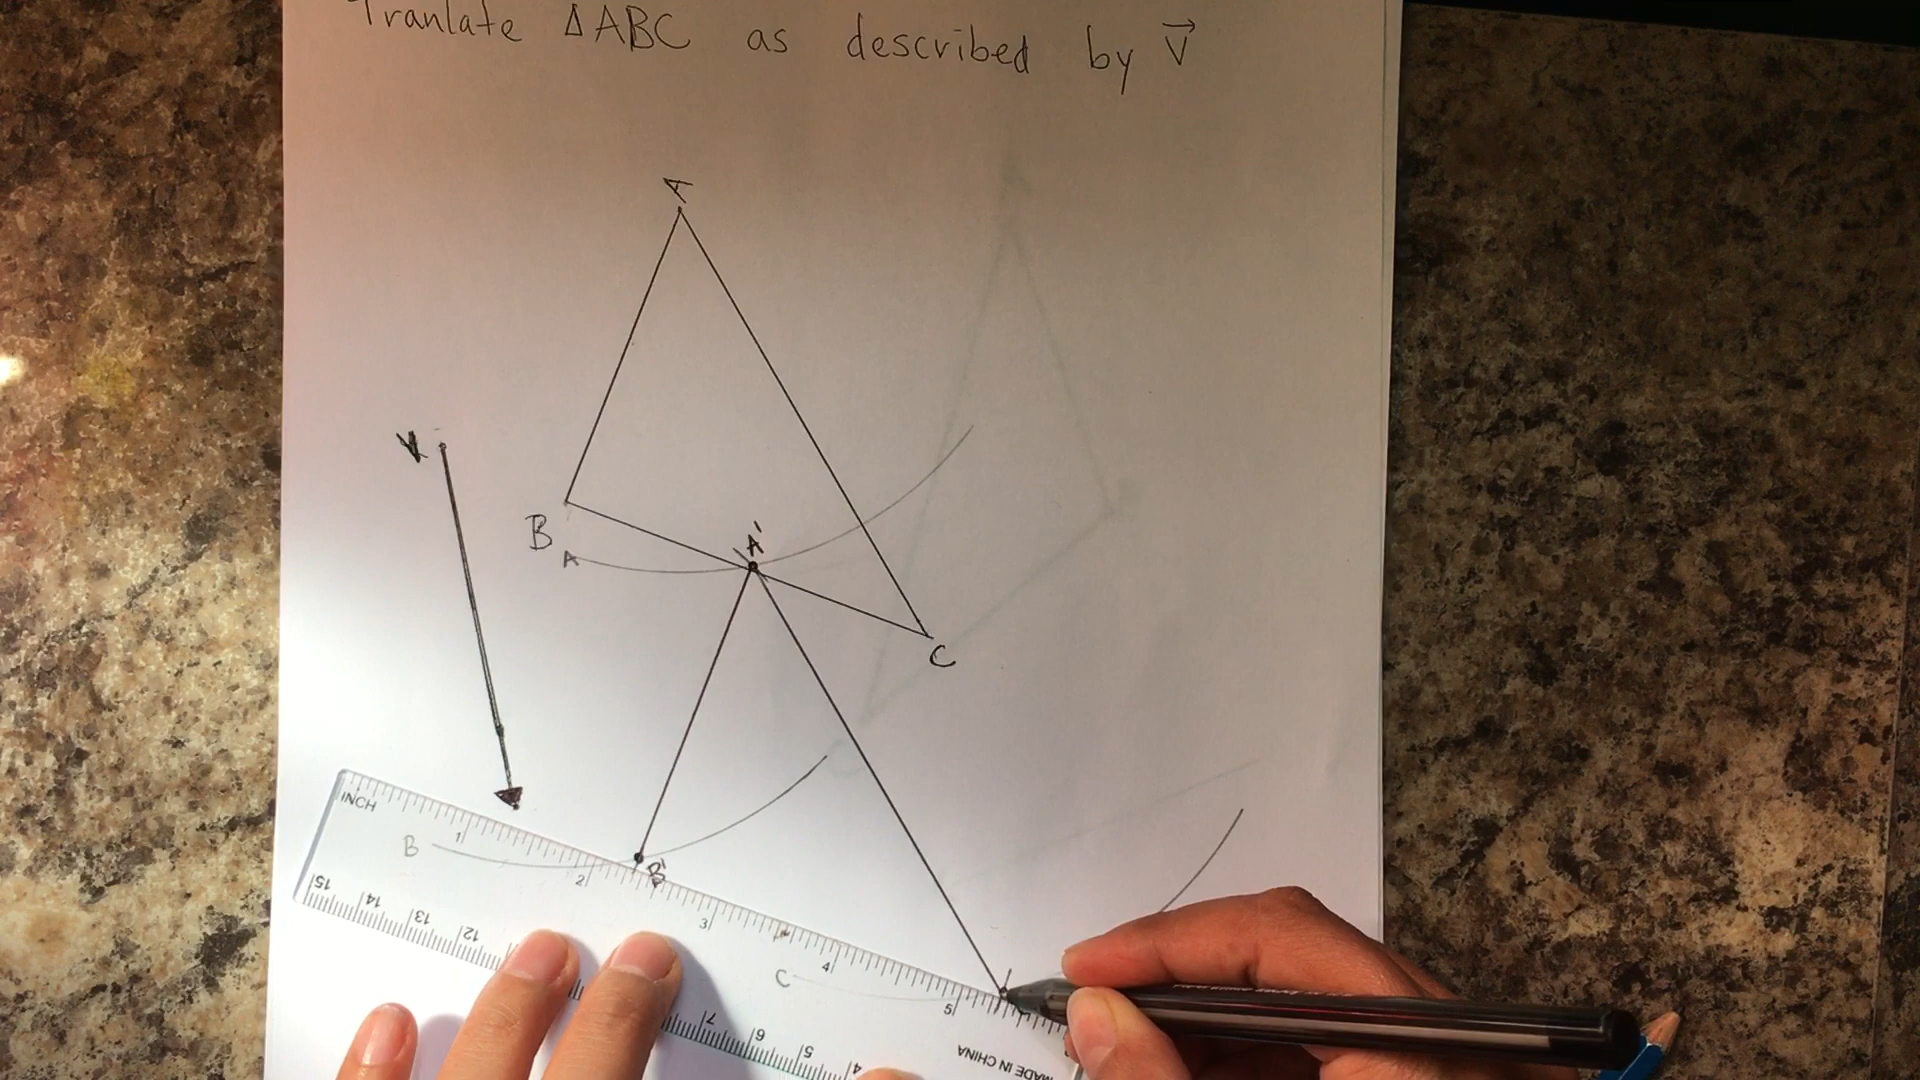 Tranlate ΔABC as described by V⃗
A
V
B
A'
A
C
INCH
1
B
2
B'
15
14
13
12
3
4
C
5
7
6
5
4
MADE IN CHINA